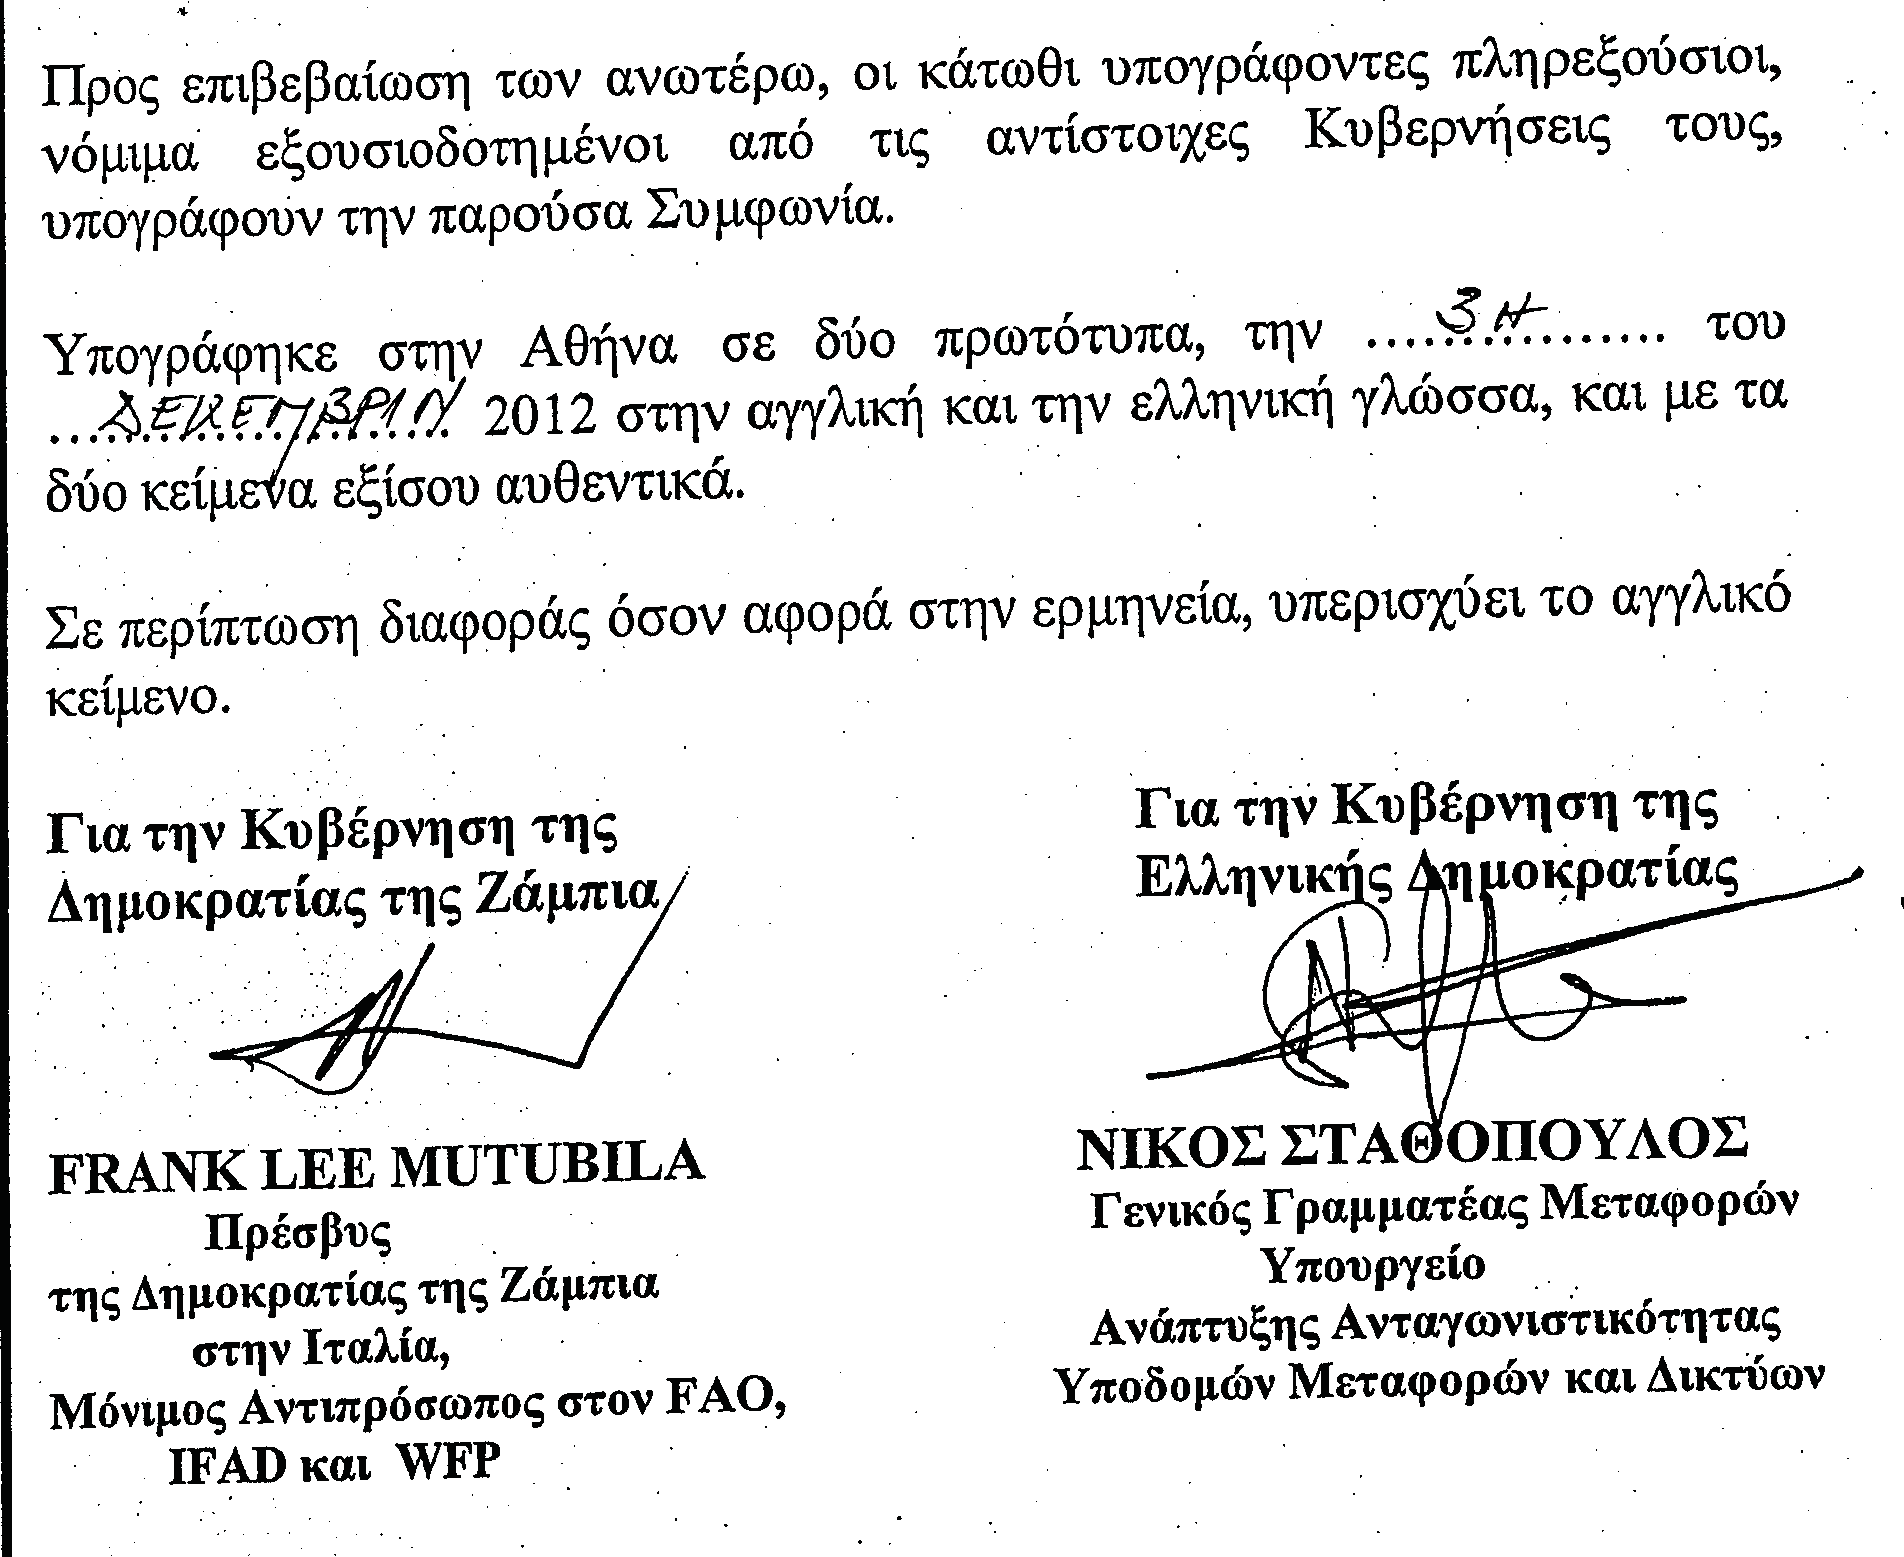 Προς επιβεβαίωση των ανωτέρω, οι κάτωθι υπογράφοντες πληρεξούσιοι,
νόμιμα εξουσιοδοτημένοι από τις αντίστοιχες Κυβερνήσεις τους,
υπογράφουν την παρούσα Συμφωνία.
Υπογράφηκε στην Αθήνα σε δύο πρωτότυπα, την ....3Η............... του
...ΔΕΚΕΜΒΡΙΟΥ 2012 στην αγγλική και την ελληνική γλώσσα, και με τα
δύο κείμενα εξίσου αυθεντικά.
Σε περίπτωση διαφοράς όσον αφορά στην ερμηνεία, υπερισχύει το αγγλικό
κείμενο.
Για την Κυβέρνηση της
Δημοκρατίας της Ζάμπια
FRANK LEE MUTUBILA
Πρέσβυς
της Δημοκρατίας της Ζάμπια
στην Ιταλία,
Μόνιμος Αντιπρόσωπος στον FAO,
IFAD και WFP
Για την Κυβέρνηση της
Ελληνικής Δημοκρατίας
ΝΙΚΟΣ ΣΤΑΘΟΠΟΥΛΟΣ
Γενικός Γραμματέας Μεταφορών
Υπουργείο
Ανάπτυξης Ανταγωνιστικότητας
Υποδομών Μεταφορών και Δικτύων